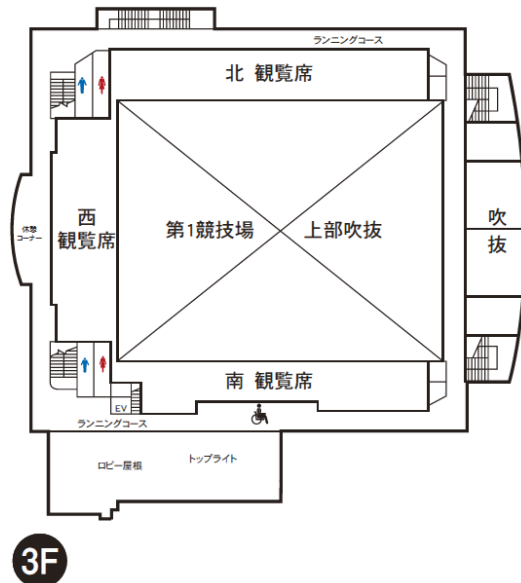 ランニングコース
北 観覧席
西
観覧席
第1競技場 上部吹抜
吹
抜
休憩
コーナー
南 観覧席
EV
ランニングコース
ロビー屋根
トップライト
3F